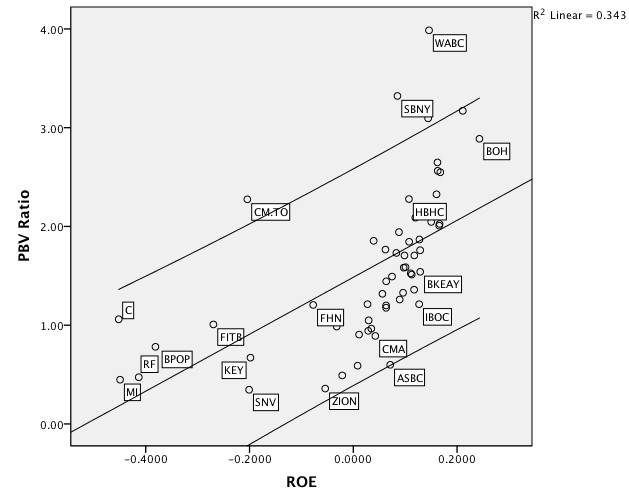 R² Linear = 0.343
4.00
WABC
SBNY
3.00
BOH
CM.TO
HBHC
2.00
PBV Ratio
BKEAY
C
FHN
IBOC
1.00
FITB
CMA
RF
BPOP
KEY
ASBC
MI
SNV
ZION
0.00
-0.4000
-0.2000
0.0000
0.2000
ROE